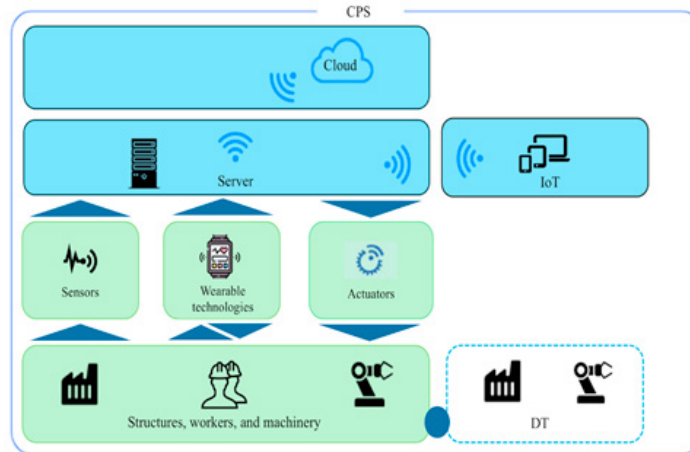 CPS
Cloud
Server
IoT
Sensors
Wearable
technologies
Actuators
Structures, workers, and machinery
DT